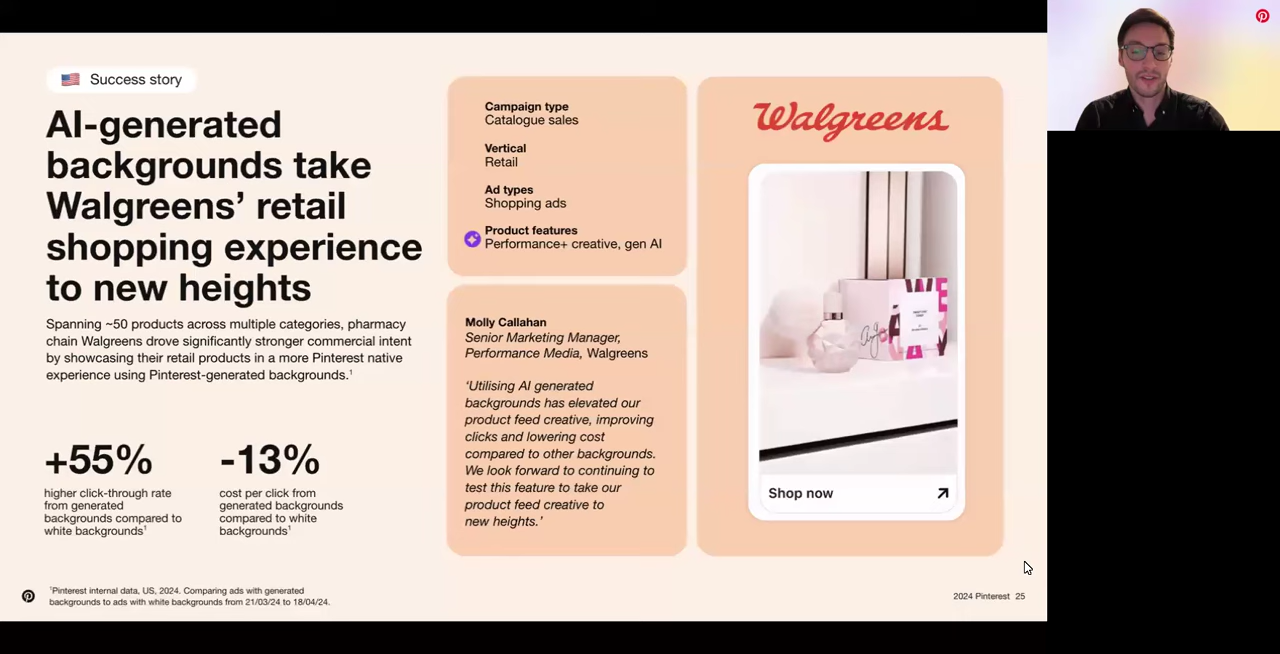 Success story
AI-generated
backgrounds take
Walgreens’ retail
shopping experience
to new heights
Spanning ~50 products across multiple categories, pharmacy
chain Walgreens drove significantly stronger commercial intent
by showcasing their retail products in a more Pinterest native
experience using Pinterest-generated backgrounds.¹
+55%
higher click-through rate
from generated
backgrounds compared to
white backgrounds¹
-13%
cost per click from
generated backgrounds
compared to white
backgrounds¹
Campaign type
Catalogue sales
Vertical
Retail
Ad types
Shopping ads
Product features
Performance+ creative, gen AI
Molly Callahan
Senior Marketing Manager,
Performance Media, Walgreens
‘Utilising AI generated
backgrounds has elevated our
product feed creative, improving
clicks and lowering cost
compared to other backgrounds.
We look forward to continuing to
test this feature to take our
product feed creative to
new heights.’
Walgreens
Shop now
¹Pinterest internal data, US, 2024. Comparing ads with generated
backgrounds to ads with white backgrounds from 21/03/24 to 18/04/24.
2024 Pinterest 25